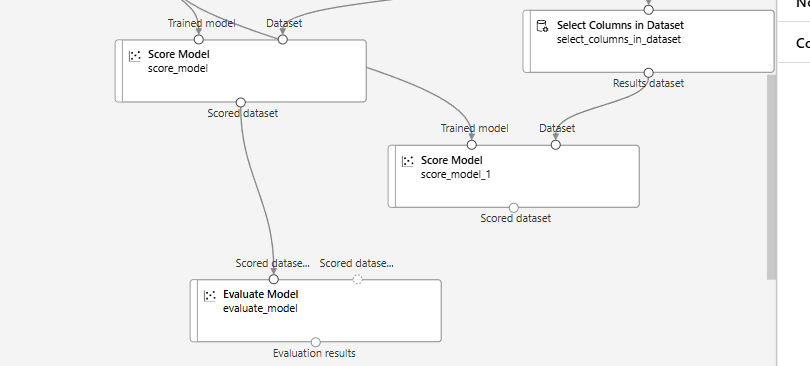 Trained model
Dataset
Score Model
score_model
Scored dataset
Select Columns in Dataset
select_columns_in_dataset
Results dataset
Trained model
Dataset
Score Model
score_model_1
Scored dataset
Scored datase...
Scored datase...
Evaluate Model
evaluate_model
Evaluation results